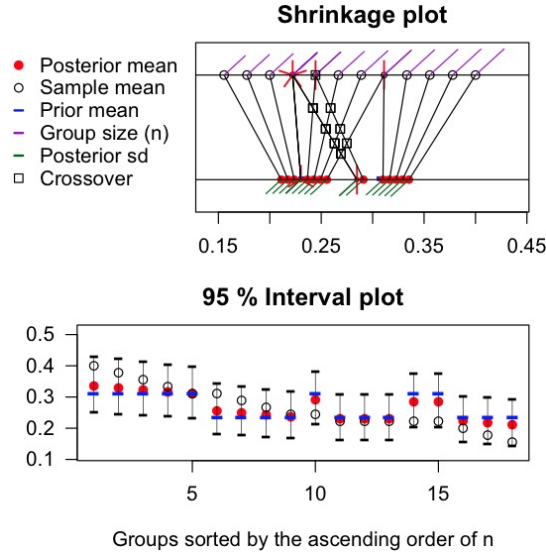 Shrinkage plot
Posterior mean
Sample mean
Prior mean
Group size (n)
Posterior sd
Crossover
0.15 0.25 0.35 0.45
95 % Interval plot
0.5
0.4
0.3
0.2
0.1
5 10 15
Groups sorted by the ascending order of n